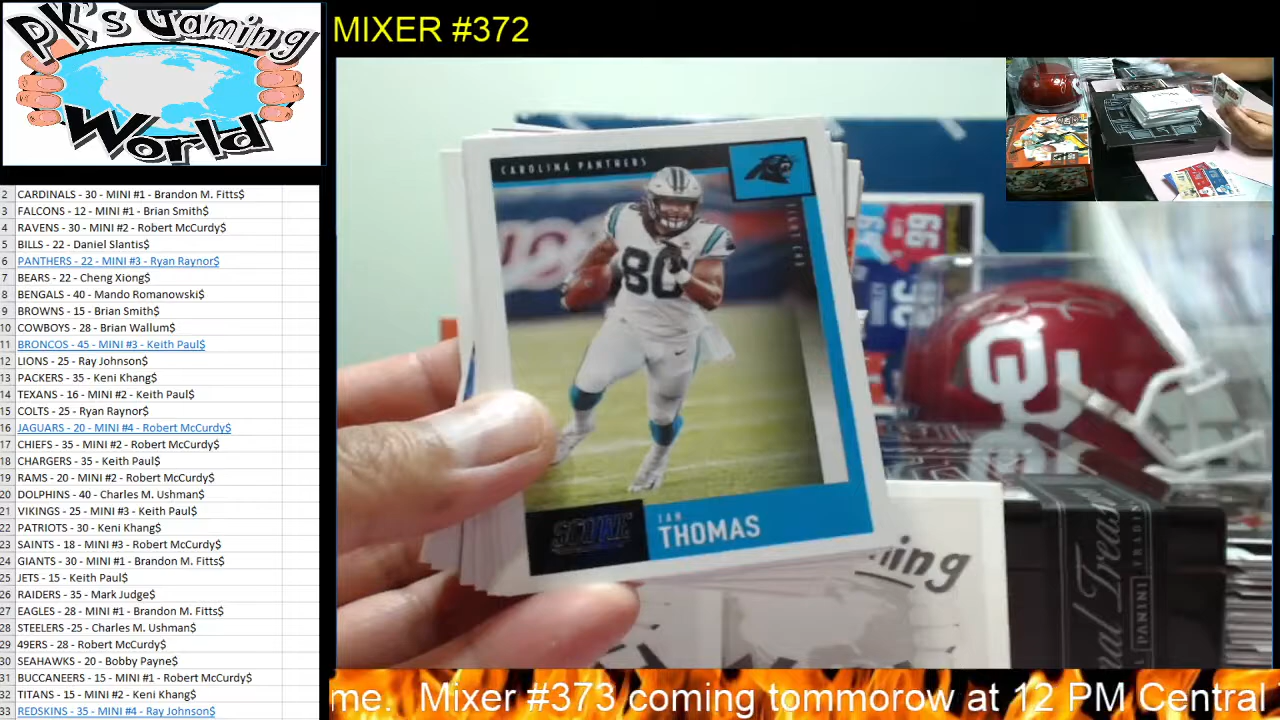 PK's Gaming
World
MIXER #372
2 CARDINALS - 30 - MINI #1 - Brandon M. Fitts$
3 FALCONS - 12 - MINI #1 - Brian Smith$
4 RAVENS - 30 - MINI #2 - Robert McCurdy$
5 BILLS - 22 - Daniel Slantis$
6 PANTHERS - 22 - MINI #3 - Ryan Raynor$
7 BEARS - 22 - Cheng Xiong$
8 BENGALS - 40 - Mando Romanowski$
9 BROWNS - 15 - Brian Smith$
10 COWBOYS - 28 - Brian Wallum$
11 BRONCOS - 45 - MINI #3 - Keith Paul$
12 LIONS - 25 - Ray Johnson$
13 PACKERS - 35 - Keni Khang$
14 TEXANS - 16 - MINI #2 - Keith Paul$
15 COLTS - 25 - Ryan Raynor$
16 JAGUARS - 20 - MINI #4 - Robert McCurdy$
17 CHIEFS - 35 - MINI #2 - Robert McCurdy$
18 CHARGERS - 35 - Keith Paul$
19 RAMS - 20 - MINI #2 - Robert McCurdy$
20 DOLPHINS - 40 - Charles M. Ushman$
21 VIKINGS - 25 - MINI #3 - Keith Paul$
22 PATRIOTS - 30 - Keni Khang$
23 SAINTS - 18 - MINI #3 - Robert McCurdy$
24 GIANTS - 30 - MINI #1 - Brandon M. Fitts$
25 JETS - 15 - Keith Paul$
26 RAIDERS - 35 - Mark Judge$
27 EAGLES - 28 - MINI #1 - Brandon M. Fitts$
28 STEELERS -25 - Charles M. Ushman$
29 49ERS - 28 - Robert McCurdy$
30 SEAHAWKS - 20 - Bobby Payne$
31 BUCCANEERS - 15 - MINI #1 - Robert McCurdy$
32 TITANS - 15 - MINI #2 - Keni Khang$
33 REDSKINS - 35 - MINI #4 - Ray Johnson$
CAROLINA PANTHERS
TIGHT END
80
SCORE
IAN
THOMAS
99
26
OU
ing
PANINI
me. Mixer #373 coming tommorow at 12 PM Central